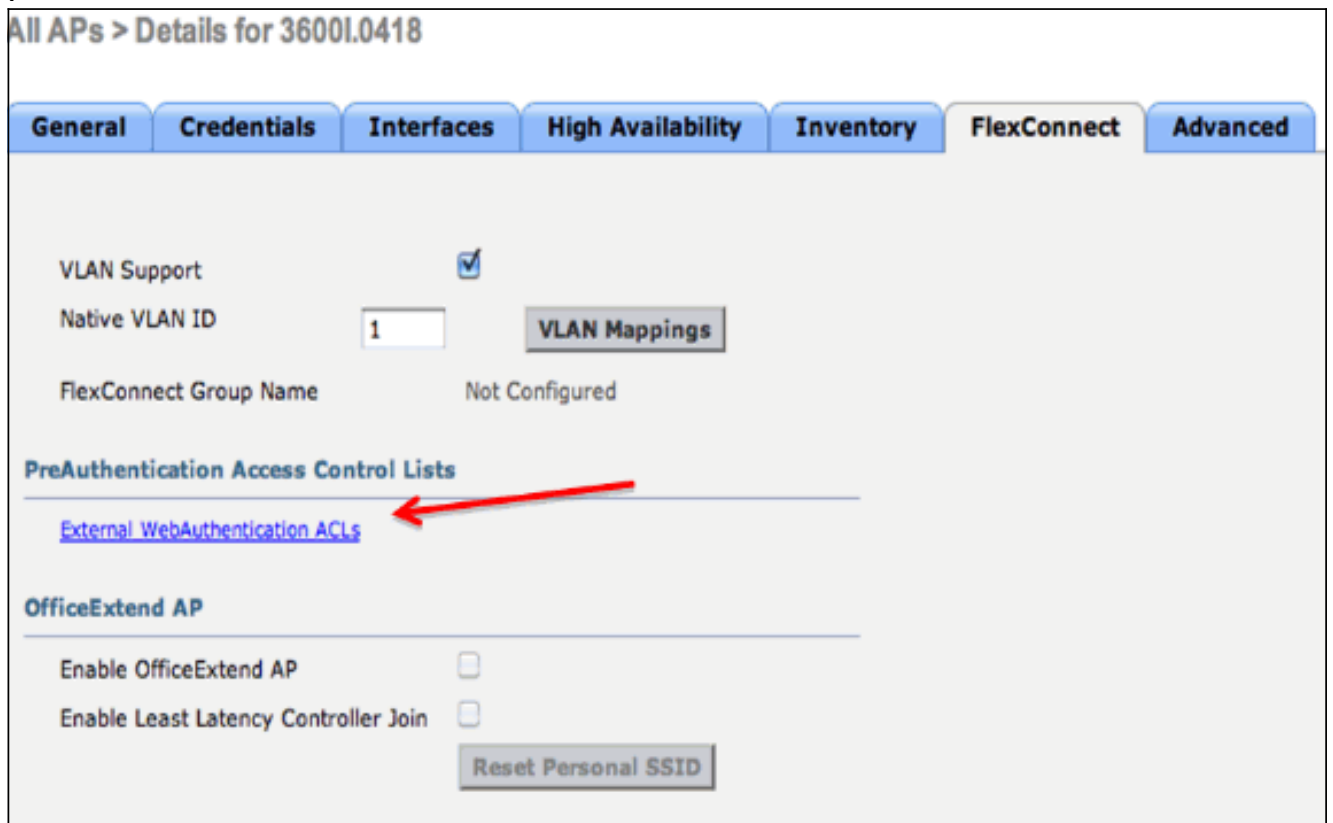 All APs > Details for 3600I.0418
General Credentials Interfaces High Availability Inventory FlexConnect Advanced
VLAN Support
Native VLAN ID 1 VLAN Mappings
FlexConnect Group Name Not Configured
PreAuthentication Access Control Lists
External WebAuthentication ACLs
OfficeExtend AP
Enable OfficeExtend AP
Enable Least Latency Controller Join
Reset Personal SSID